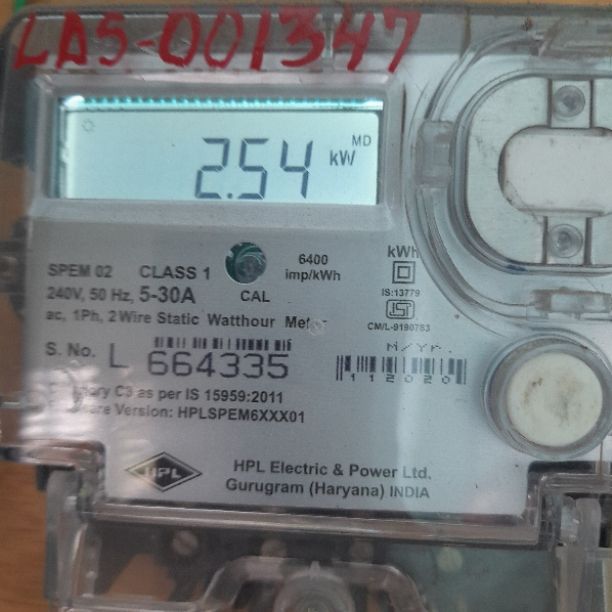 LA5-001347
MD
2.54 kW
SPEM 02 CLASS 1
6400
imp/kWh
kWh
240V, 50 Hz, 5-30A CAL
IS:13779
ac, 1Ph, 2 Wire Static Watthour
CM/L-9190783
S. No. L 664335
M/YR.
112020
C3 as per IS 15959:2011
Version: HPLSPEM6XXX01
HPL
HPL Electric & Power Ltd.
Gurugram (Haryana) INDIA